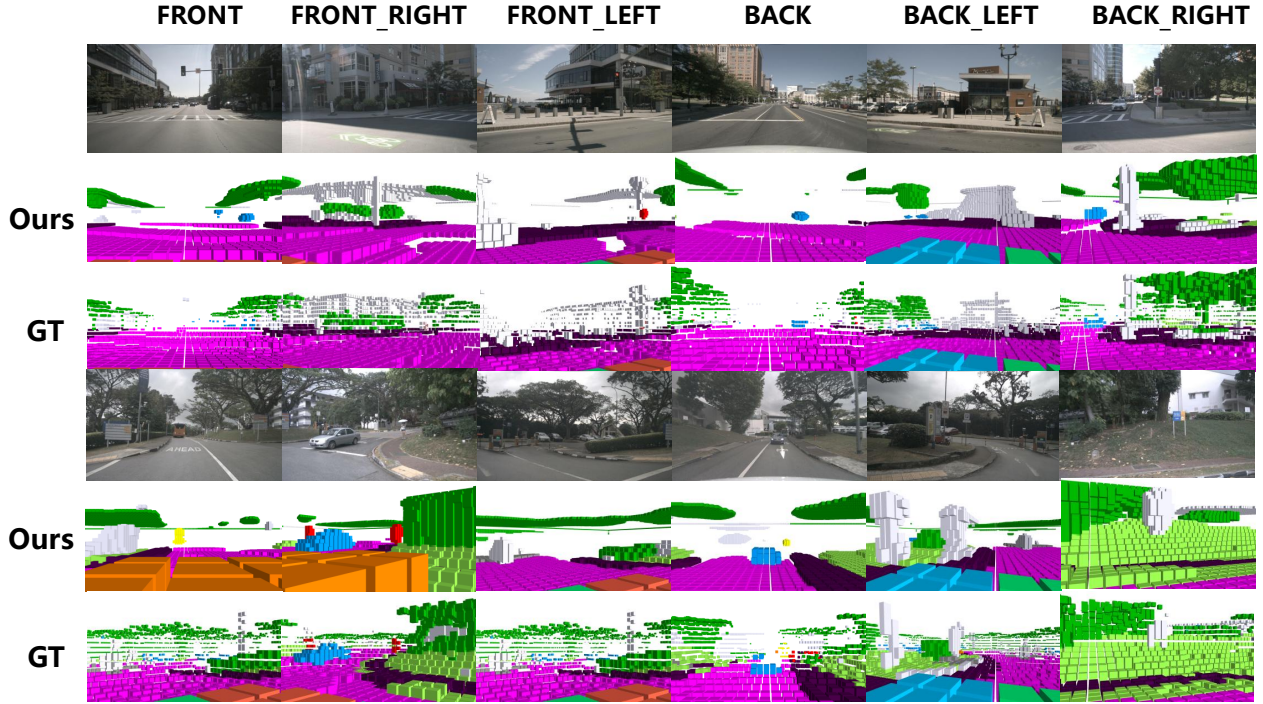 FRONT FRONT_RIGHT FRONT_LEFT BACK BACK_LEFT BACK_RIGHT
Ours
GT
AHEAD
Ours
GT